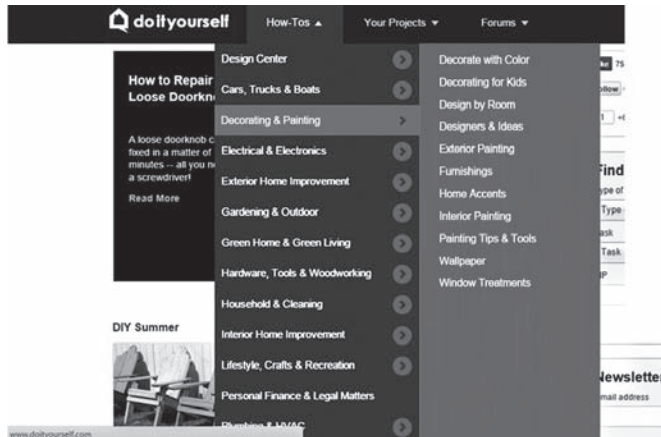 doityourself
How-Tos
Your Projects
Forums
How to Repair
Loose
A loose doorknob
fixed in a matter of
minutes -- all you
a screwdriver!
Read More
DIY Summer
Design Center
Cars, Trucks & Boats
Decorating & Painting
Electrical & Electronics
Exterior Home Improvement
Gardening & Outdoor
Green Home & Green Living
Hardware, Tools & Woodworking
Household & Cleaning
Interior Home Improvement
Lifestyle, Crafts & Recreation
Personal Finance & Legal Matters
Plumbing & HVAC
Decorate with Color
Decorating for Kids
Design by Room
Designers & Ideas
Exterior Painting
Furnishings
Home Accents
Interior Painting
Painting Tips & Tools
Wallpaper
Window Treatments
75
Find
Type
Task
www.doityourself.com